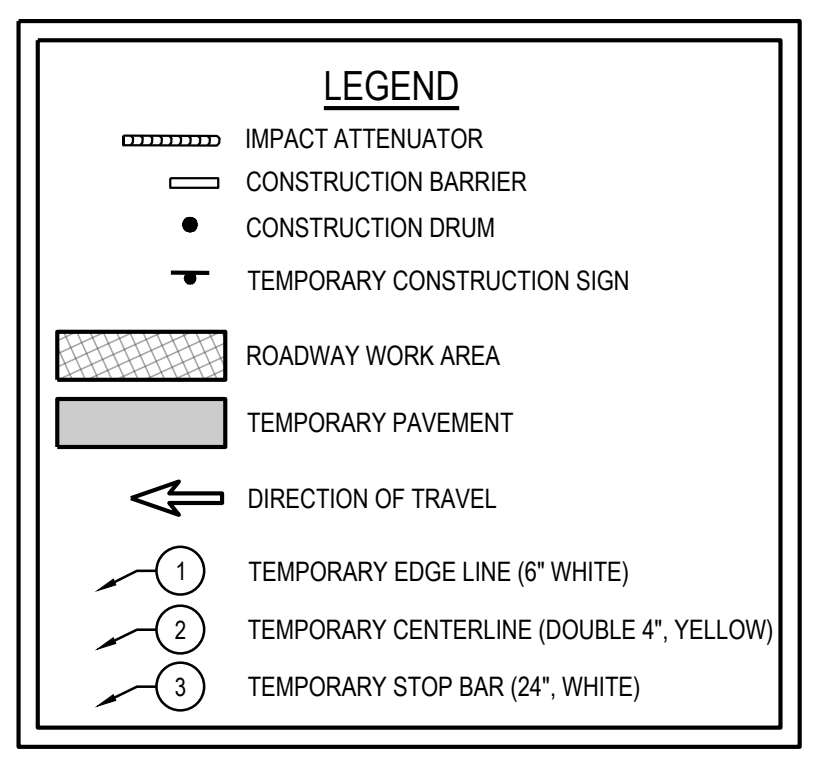 LEGEND
IMPACT ATTENUATOR
CONSTRUCTION BARRIER
CONSTRUCTION DRUM
TEMPORARY CONSTRUCTION SIGN
ROADWAY WORK AREA
TEMPORARY PAVEMENT
DIRECTION OF TRAVEL
1 TEMPORARY EDGE LINE (6" WHITE)
2 TEMPORARY CENTERLINE (DOUBLE 4", YELLOW)
3 TEMPORARY STOP BAR (24", WHITE)